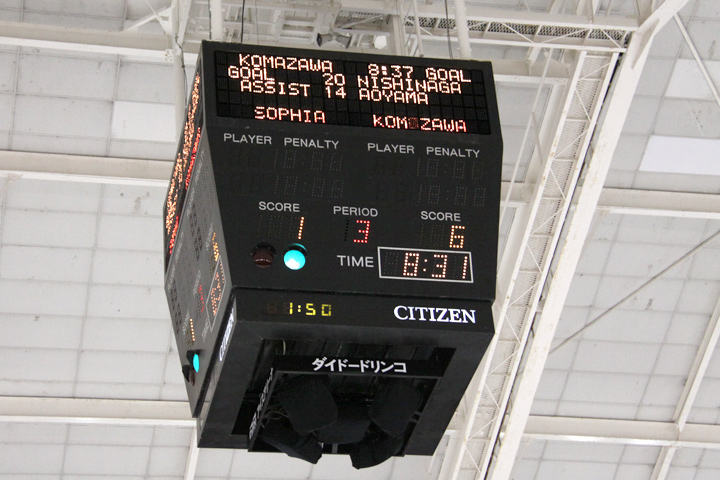 KOMAZAWA 8:37 GOAL
GOAL 20 NISHINAGA
ASSIST 14 AOYAMA
SOPHIA KOMAZAWA
PLAYER PENALTY PLAYER PENALTY
SCORE PERIOD SCORE
1 3 6
TIME 8:31
1:50 CITIZEN
ダイドードリンコ